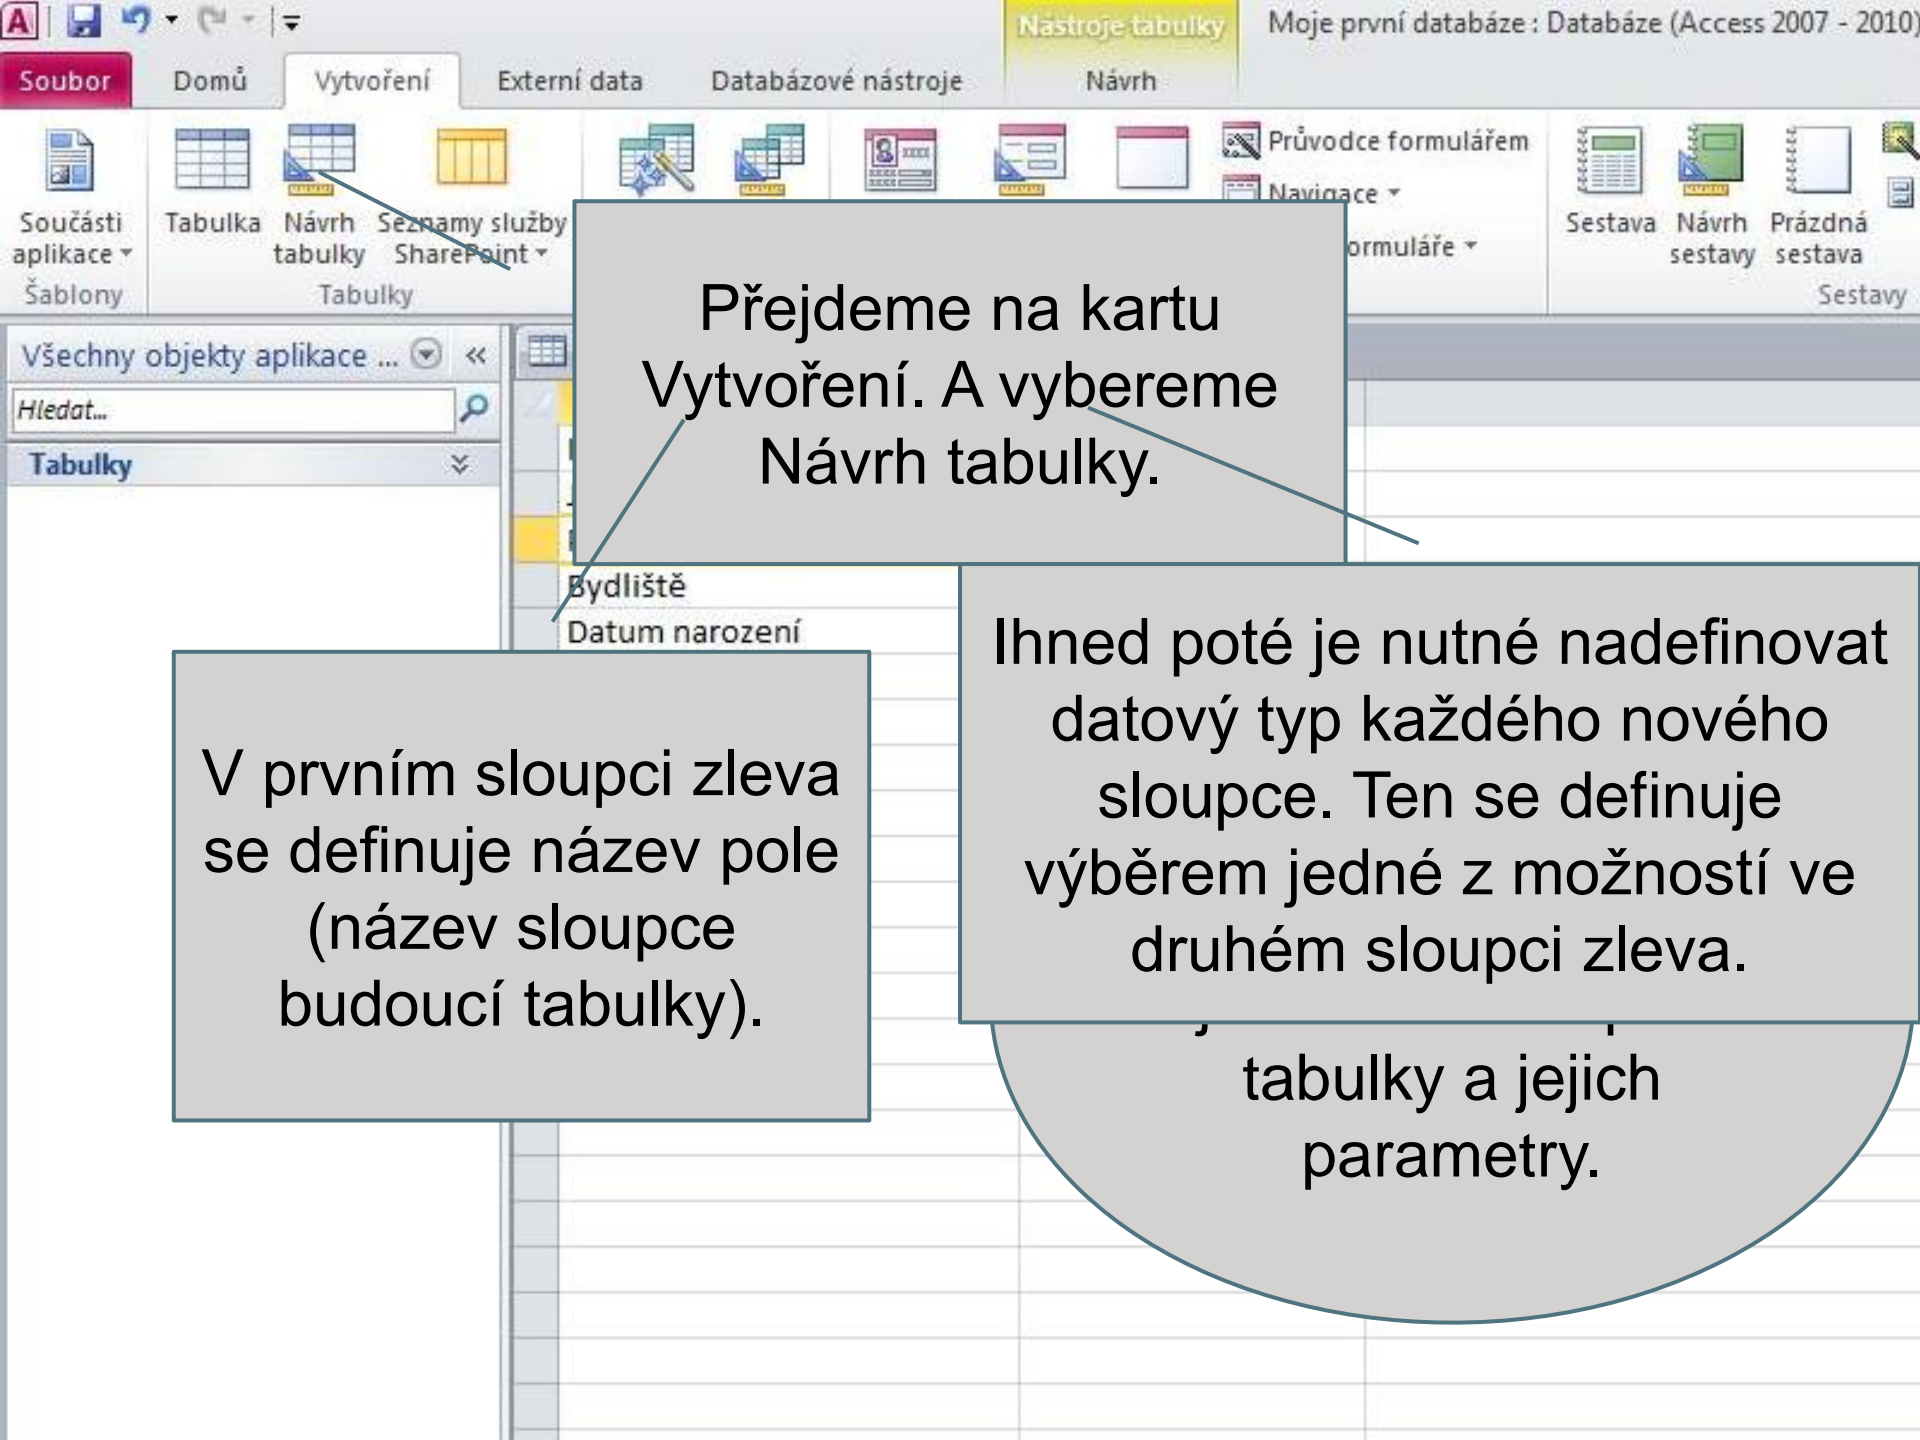 Nástroje tabulky
Moje první databáze : Databáze (Access 2007 - 2010)
Soubor
Domů
Vytvoření
Externí data
Databázové nástroje
Návrh
Součásti
aplikace
Tabulka
Návrh
tabulky
Seznamy služby
SharePoint
Průvodce formulářem
Navigace
ormuláře
Sestava
Návrh
sestavy
Prázdná
sestava
Šablony
Tabulky
Sestavy
Všechny objekty aplikace ...
Hledat...
Tabulky
Přejdeme na kartu
Vytvoření. A vybereme
Návrh tabulky.
Bydliště
Datum narození
V prvním sloupci zleva
se definuje název pole
(název sloupce
budoucí tabulky).
Ihned poté je nutné nadefinovat
datový typ každého nového
sloupce. Ten se definuje
výběrem jedné z možností ve
druhém sloupci zleva.
tabulky a jejich
parametry.